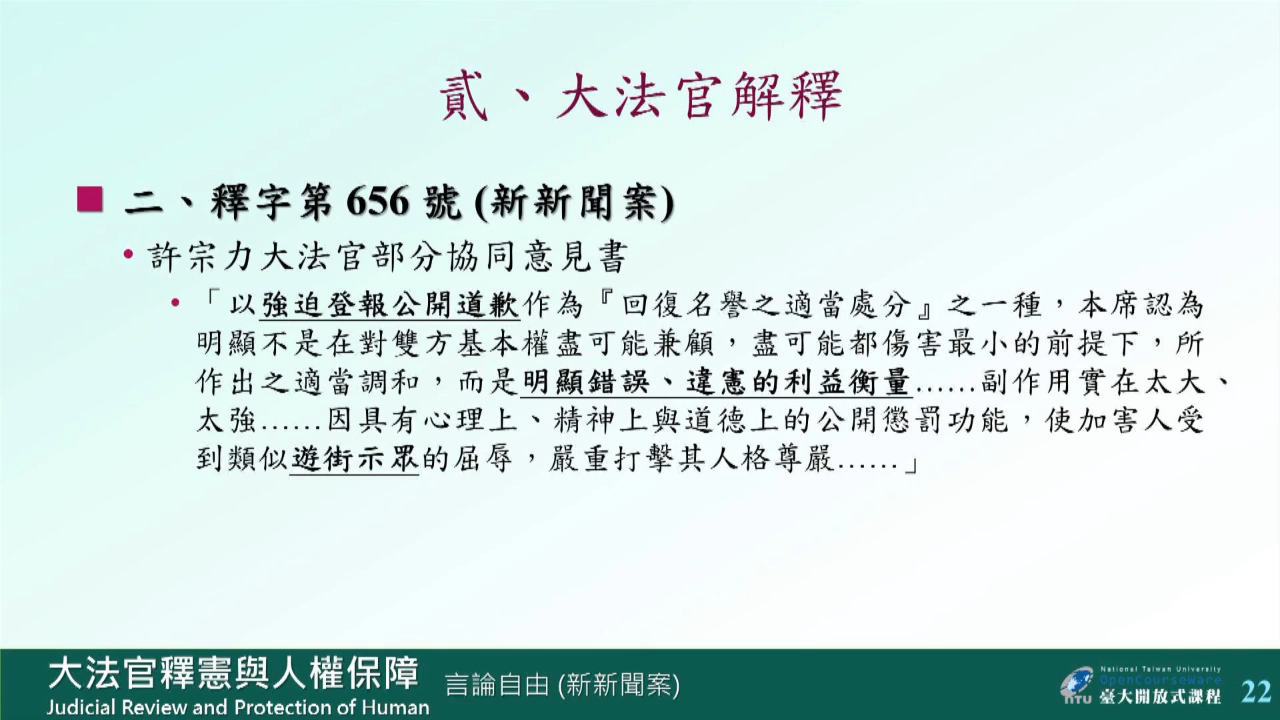 貳、大法官解釋
二、釋字第 656 號 (新新聞案)
許宗力大法官部分協同意見書
「以強迫登報公開道歉作為『回復名譽之適當處分』之一種，本席認為
明顯不是在對雙方基本權盡可能兼顧，盡可能都傷害最小的前提下，所
作出之適當調和，而是明顯錯誤、違憲的利益衡量……副作用實在太大、
太強……因具有心理上、精神上與道德上的公開懲罰功能，使加害人受
到類似遊街示眾的屈辱，嚴重打擊其人格尊嚴……」
大法官釋憲與人權保障
Judicial Review and Protection of Human
言論自由 (新新聞案)
National Taiwan University
OpenCourseware
NTU 臺大開放式課程
22